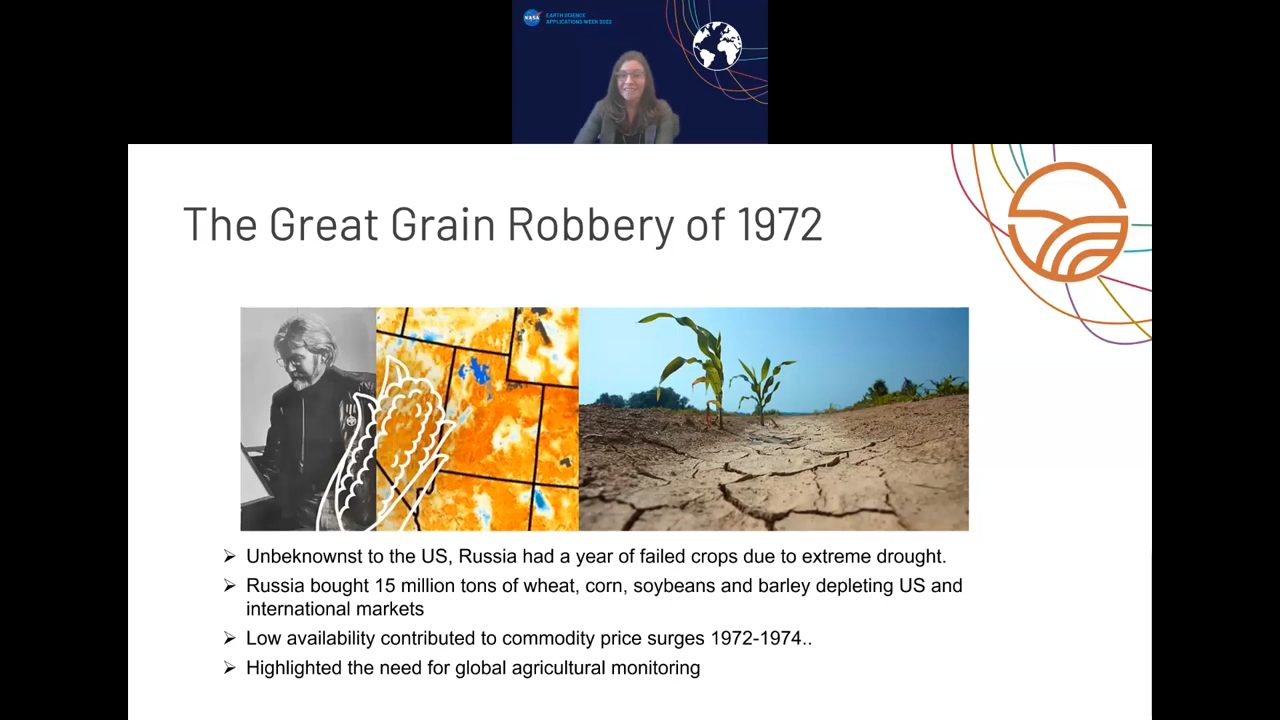 NASA
EARTH SCIENCE
APPLICATIONS WEEK 2022
The Great Grain Robbery of 1972
➢ Unbeknownst to the US, Russia had a year of failed crops due to extreme drought.
➢ Russia bought 15 million tons of wheat, corn, soybeans and barley depleting US and
international markets
➢ Low availability contributed to commodity price surges 1972-1974..
➢ Highlighted the need for global agricultural monitoring